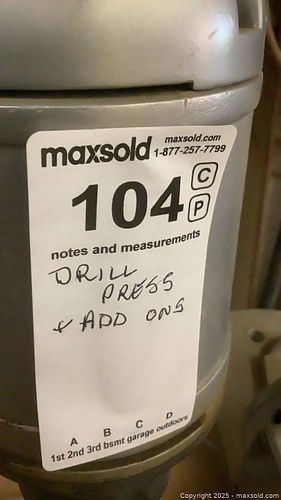 maxsold maxsold.com
1-877-257-7799
104 C
P
notes and measurements
DRILL
PRESS
& ADD ONS
A B C D
1st 2nd 3rd bsmt garage outdoors
Copyright © 2025 - maxsold.com